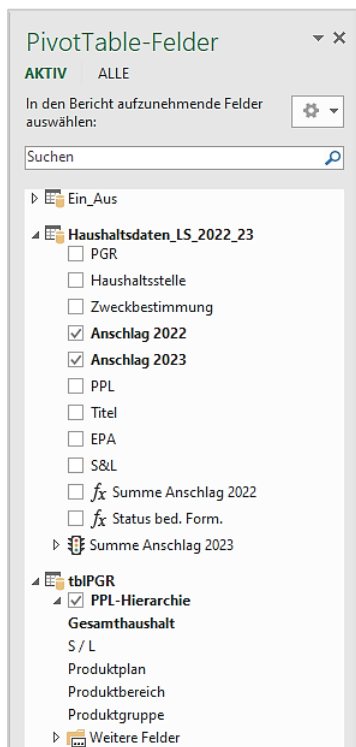 PivotTable-Felder
AKTIV ALLE
In den Bericht aufzunehmende Felder
auswählen:
Suchen
Ein_Aus
Haushaltsdaten_LS_2022_23
PGR
Haushaltsstelle
Zweckbestimmung
Anschlag 2022
Anschlag 2023
PPL
Titel
EPA
S&L
fx Summe Anschlag 2022
fx Status bed. Form.
Summe Anschlag 2023
tblPGR
PPL-Hierarchie
Gesamthaushalt
S / L
Produktplan
Produktbereich
Produktgruppe
Weitere Felder